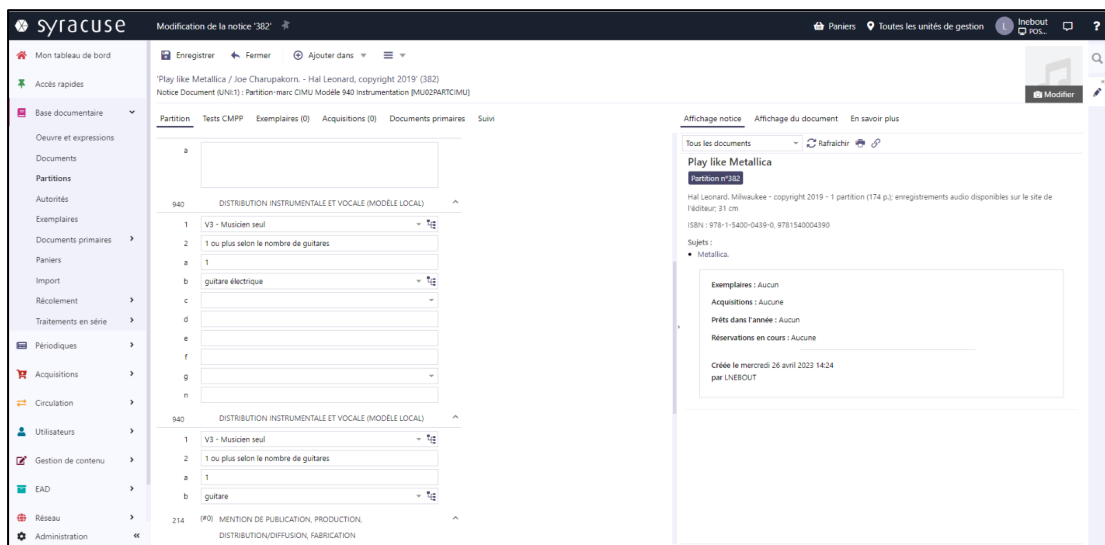 syracuse
Modification de la notice '382'
Paniers
Toutes les unités de gestion
L
lnebout
POS...
?
Mon tableau de bord
Accès rapides
Base documentaire
Oeuvre et expressions
Documents
Partitions
Autorités
Exemplaires
Documents primaires
Paniers
Import
Récolement
Traitements en série
Périodiques
Acquisitions
Circulation
Utilisateurs
Gestion de contenu
EAD
Réseau
Administration
Enregistrer Fermer Ajouter dans
'Play like Metallica / Joe Charupakorn. - Hal Leonard, copyright 2019' (382)
Notice Document (UNI:1) : Partition-marc CIMU Modèle 940 Instrumentation [MU02PARTCIMU]
Modifier
Partition Tests CMPP Exemplaires (0) Acquisitions (0) Documents primaires Suivi
a
940 DISTRIBUTION INSTRUMENTALE ET VOCALE (MODÈLE LOCAL)
1 V3 - Musicien seul
2 1 ou plus selon le nombre de guitares
a 1
b guitare électrique
c
d
e
f
g
n
940 DISTRIBUTION INSTRUMENTALE ET VOCALE (MODÈLE LOCAL)
1 V3 - Musicien seul
2 1 ou plus selon le nombre de guitares
a 1
b guitare
214 (#0) MENTION DE PUBLICATION, PRODUCTION,
DISTRIBUTION/DIFFUSION, FABRICATION
Affichage notice Affichage du document En savoir plus
Tous les documents Rafraîchir
Play like Metallica
Partition n°382
Hal Leonard. Milwaukee - copyright 2019 - 1 partition (174 p.); enregistrements audio disponibles sur le site de
l'éditeur; 31 cm
ISBN : 978-1-5400-0439-0, 9781540004390
Sujets :
• Metallica.
Exemplaires : Aucun
Acquisitions : Aucune
Prêts dans l'année : Aucun
Réservations en cours : Aucune
Créée le mercredi 26 avril 2023 14:24
par LNEBOUT